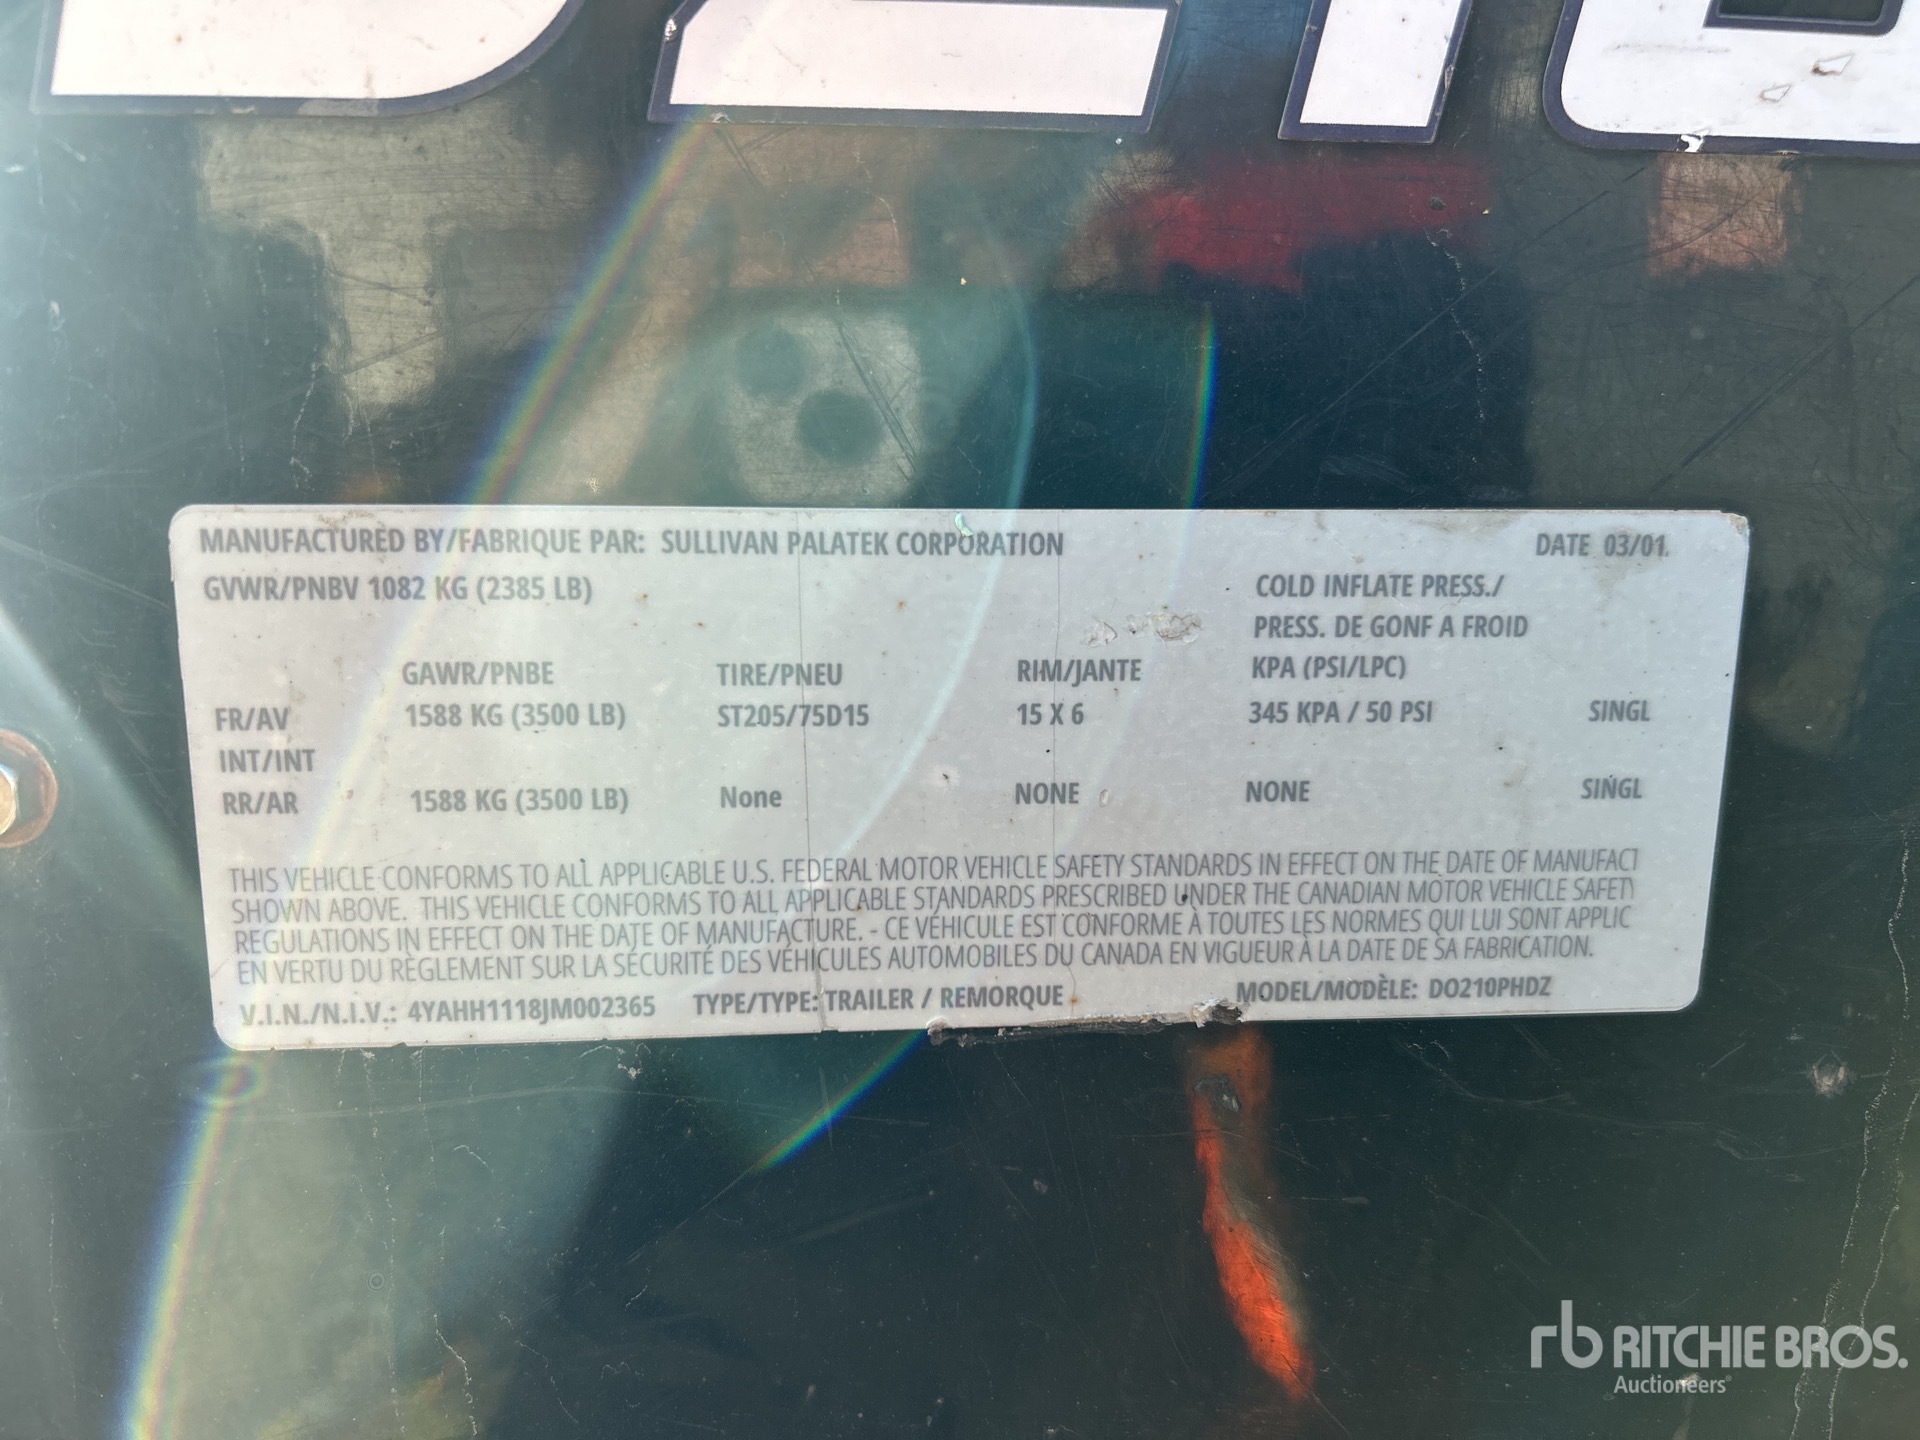 MANUFACTURED BY/FABRIQUE PAR: SULLIVAN PALATEK CORPORATION DATE 03/01.
GVWR/PNBV 1082 KG (2385 LB) COLD INFLATE PRESS./
PRESS. DE GONF A FROID
GAWR/PNBE TIRE/PNEU RIM/JANTE KPA (PSI/LPC)
FR/AV 1588 KG (3500 LB) ST205/75D15 15 X 6 345 KPA / 50 PSI SINGL
INT/INT
RR/AR 1588 KG (3500 LB) None NONE NONE SINGL
THIS VEHICLE CONFORMS TO ALL APPLICABLE U.S. FEDERAL MOTOR VEHICLE SAFETY STANDARDS IN EFFECT ON THE DATE OF MANUFACT
SHOWN ABOVE. THIS VEHICLE CONFORMS TO ALL APPLICABLE STANDARDS PRESCRIBED UNDER THE CANADIAN MOTOR VEHICLE SAFETY
REGULATIONS IN EFFECT ON THE DATE OF MANUFACTURE. - CE VÉHICULE EST CONFORME À TOUTES LES NORMES QUI LUI SONT APPLIC
EN VERTU DU RÈGLEMENT SUR LA SÉCURITÉ DES VÉHICULES AUTOMOBILES DU CANADA EN VIGUEUR À LA DATE DE SA FABRICATION.
V.I.N./N.I.V.: 4YAHH1118JM002365 TYPE/TYPE: TRAILER / REMORQUE MODEL/MODÈLE: DO210PHDZ
rb RITCHIE BROS.
Auctioneers